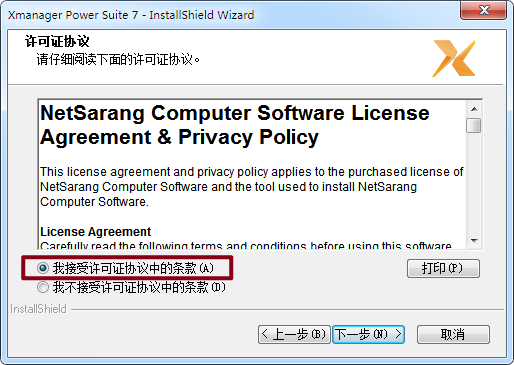 Xmanager Power Suite 7 - InstallShield Wizard
许可证协议
请仔细阅读下面的许可证协议。
NetSarang Computer Software License
Agreement & Privacy Policy
This license agreement and privacy policy applies to the purchased license of
NetSarang Computer Software and the tool used to install NetSarang
Computer Software.
License Agreement
Carefully read the following terms and conditions before using this software.
我接受许可证协议中的条款(A)
打印(P)
我不接受许可证协议中的条款(D)
InstallShield
< 上一步(B)
下一步(N) >
取消